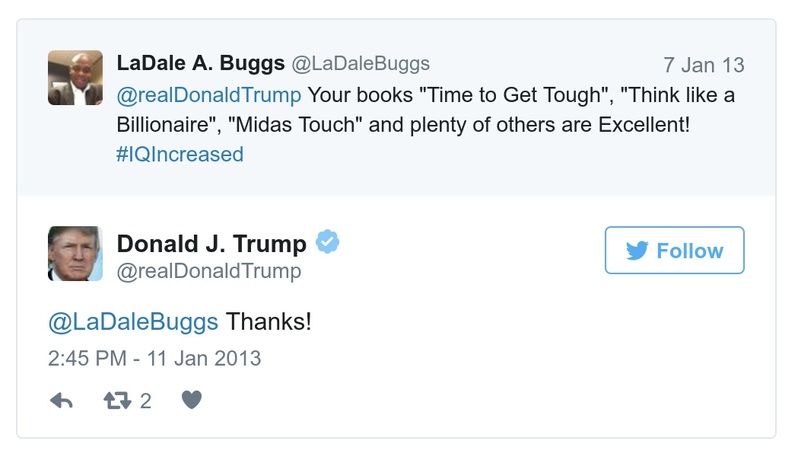 LaDale A. Buggs @LaDaleBuggs 7 Jan 13
@realDonaldTrump Your books "Time to Get Tough", "Think like a
Billionaire", "Midas Touch" and plenty of others are Excellent!
#IQIncreased
Donald J. Trump
Follow
@realDonaldTrump
@LaDaleBuggs Thanks!
2:45 PM - 11 Jan 2013
2